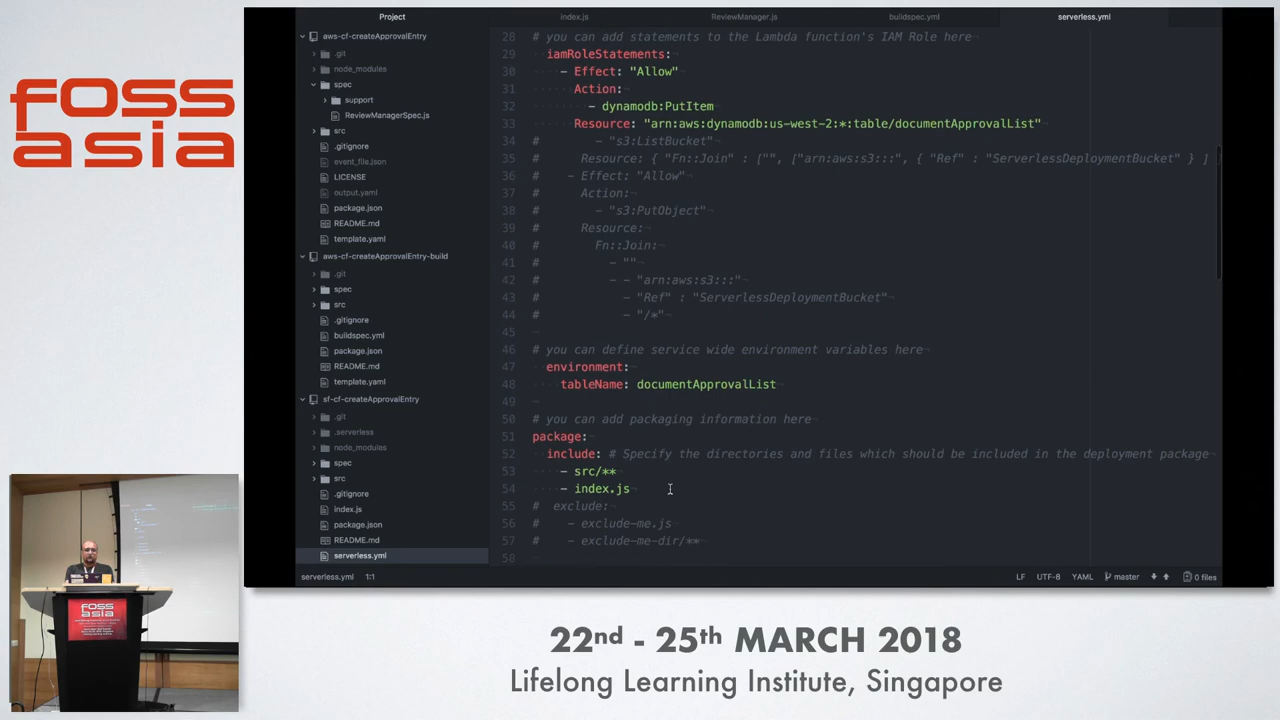 foss
asia
Project
index.js
ReviewManager.js
buildspec.yml
serverless.yml
aws-cf-createApprovalEntry
.git
node_modules
spec
support
ReviewManagerSpec.js
src
.gitignore
event_file.json
LICENSE
output.yaml
package.json
README.md
template.yaml
aws-cf-createApprovalEntry-build
.git
spec
src
.gitignore
buildspec.yml
package.json
README.md
template.yaml
sf-cf-createApprovalEntry
.git
.serverless
node_modules
spec
src
.gitignore
index.js
package.json
README.md
serverless.yml
28 # you can add statements to the Lambda function's IAM Role here
29 iamRoleStatements:
30 - Effect: "Allow"
31 Action:
32 - dynamodb:PutItem
33 Resource: "arn:aws:dynamodb:us-west-2:*:table/documentApprovalList"
34 # - "s3:ListBucket"
35 # Resource: { "Fn::Join" : ["", ["arn:aws:s3:::", { "Ref" : "ServerlessDeploymentBucket" } ] ]
36 # - Effect: "Allow"
37 # Action:
38 # - "s3:PutObject"
39 # Resource:
40 # Fn::Join:
41 # - ""
42 # - - "arn:aws:s3:::"
43 # - "Ref" : "ServerlessDeploymentBucket"
44 # - "/*"
45
46 # you can define service wide environment variables here
47 environment:
48 tableName: documentApprovalList
49
50 # you can add packaging information here
51 package:
52 include: # Specify the directories and files which should be included in the deployment package
53 - src/**
54 - index.js
55 # exclude:
56 # - exclude-me.js
57 # - exclude-me-dir/**
58
serverless.yml 1:1
LF UTF-8 YAML master 0 files
foss
asia
22nd - 25th MARCH 2018
Lifelong Learning Institute, Singapore